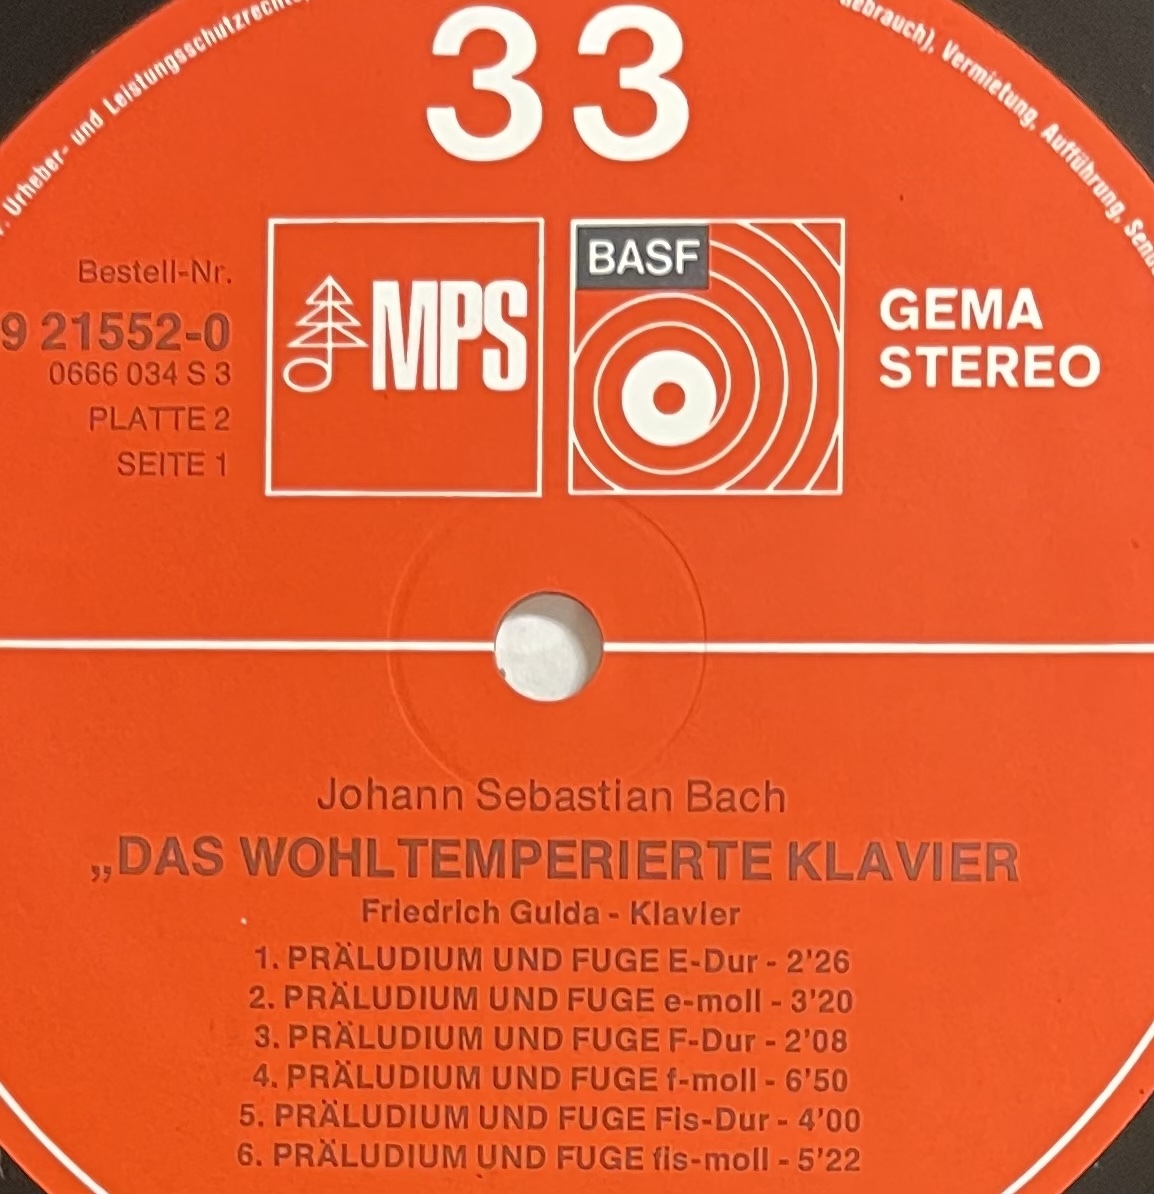 Urheber- und Leistungsschutzrechte
Gebrauch), Vermietung, Aufführung,
33
Bestell-Nr.
9 21552-0
0666 034 S 3
PLATTE 2
SEITE 1
MPS
BASF
GEMA
STEREO
Johann Sebastian Bach
„DAS WOHLTEMPERIERTE KLAVIER
Friedrich Gulda - Klavier
1. PRÄLUDIUM UND FUGE E-Dur - 2'26
2. PRÄLUDIUM UND FUGE e-moll - 3'20
3. PRÄLUDIUM UND FUGE F-Dur - 2'08
4. PRÄLUDIUM UND FUGE f-moll - 6'50
5. PRÄLUDIUM UND FUGE Fis-Dur - 4'00
6. PRÄLUDIUM UND FUGE fis-moll - 5'22